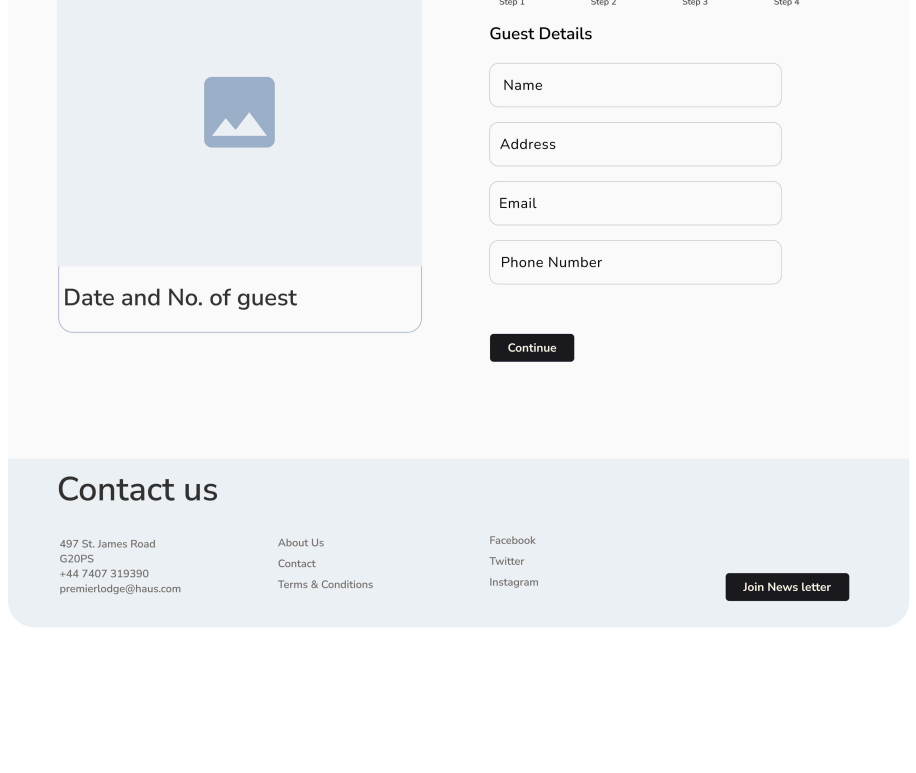 Step 1
Step 2
Step 3
Step 4
Guest Details
Name
Address
Email
Phone Number
Date and No. of guest
Continue
Contact us
497 St. James Road
G20PS
+44 7407 319390
premierlodge@haus.com
About Us
Contact
Terms & Conditions
Facebook
Twitter
Instagram
Join News letter